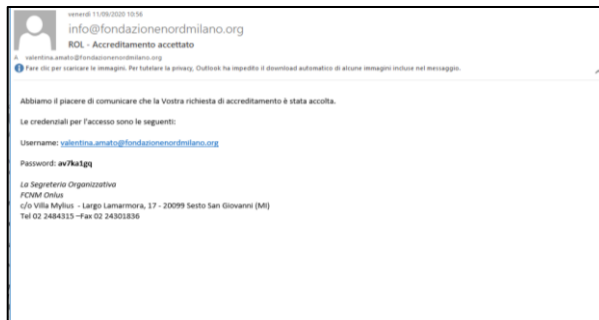 venerdì 11/09/2020 10:56
info@fondazionenordmilano.org
ROL - Accreditamento accettato
A valentina.amato@fondazionenordmilano.org
Fare clic per scaricare le immagini. Per tutelare la privacy, Outlook ha impedito il download automatico di alcune immagini incluse nel messaggio.
Abbiamo il piacere di comunicare che la Vostra richiesta di accreditamento è stata accolta.
Le credenziali per l'accesso sono le seguenti:
Username: valentina.amato@fondazionenordmilano.org
Password: av7ka1gq
La Segreteria Organizzativa
FCNM Onlus
c/o Villa Mylius - Largo Lamarmora, 17 - 20099 Sesto San Giovanni (MI)
Tel 02 2484315 –Fax 02 24301836